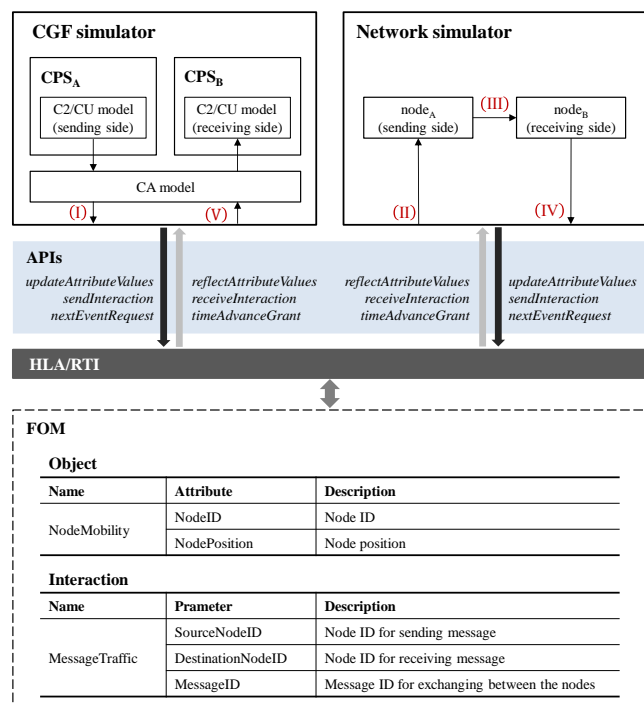 CGF simulator
Network simulator
CPSA
CPSB
C2/CU model
(sending side)
C2/CU model
(receiving side)
nodeA
(sending side)
(III)
nodeB
(receiving side)
CA model
(I)
(V)
(II)
(IV)
APIs
updateAttributeValues
sendInteraction
nextEventRequest
reflectAttributeValues
receiveInteraction
timeAdvanceGrant
reflectAttributeValues
receiveInteraction
timeAdvanceGrant
updateAttributeValues
sendInteraction
nextEventRequest
HLA/RTI
FOM
Object
Name Attribute Description
NodeMobility
NodeID Node ID
NodePosition Node position
Interaction
Name Prameter Description
MessageTraffic
SourceNodeID Node ID for sending message
DestinationNodeID Node ID for receiving message
MessageID Message ID for exchanging between the nodes